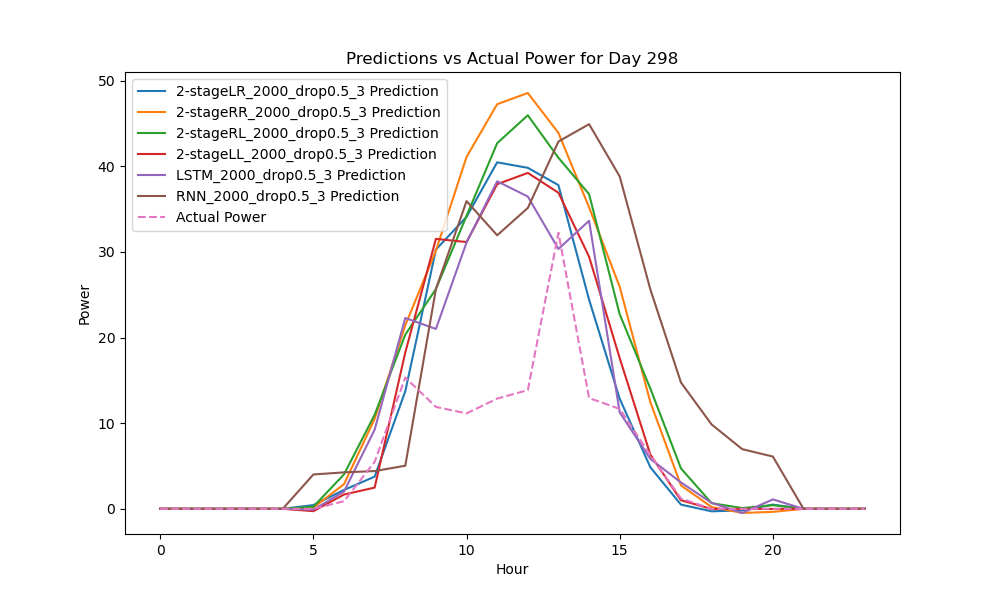 Predictions vs Actual Power for Day 298
50
40
30
20
10
0
Power
2-stageLR_2000_drop0.5_3 Prediction
2-stageRR_2000_drop0.5_3 Prediction
2-stageRL_2000_drop0.5_3 Prediction
2-stageLL_2000_drop0.5_3 Prediction
LSTM_2000_drop0.5_3 Prediction
RNN_2000_drop0.5_3 Prediction
Actual Power
0 5 10 15 20
Hour